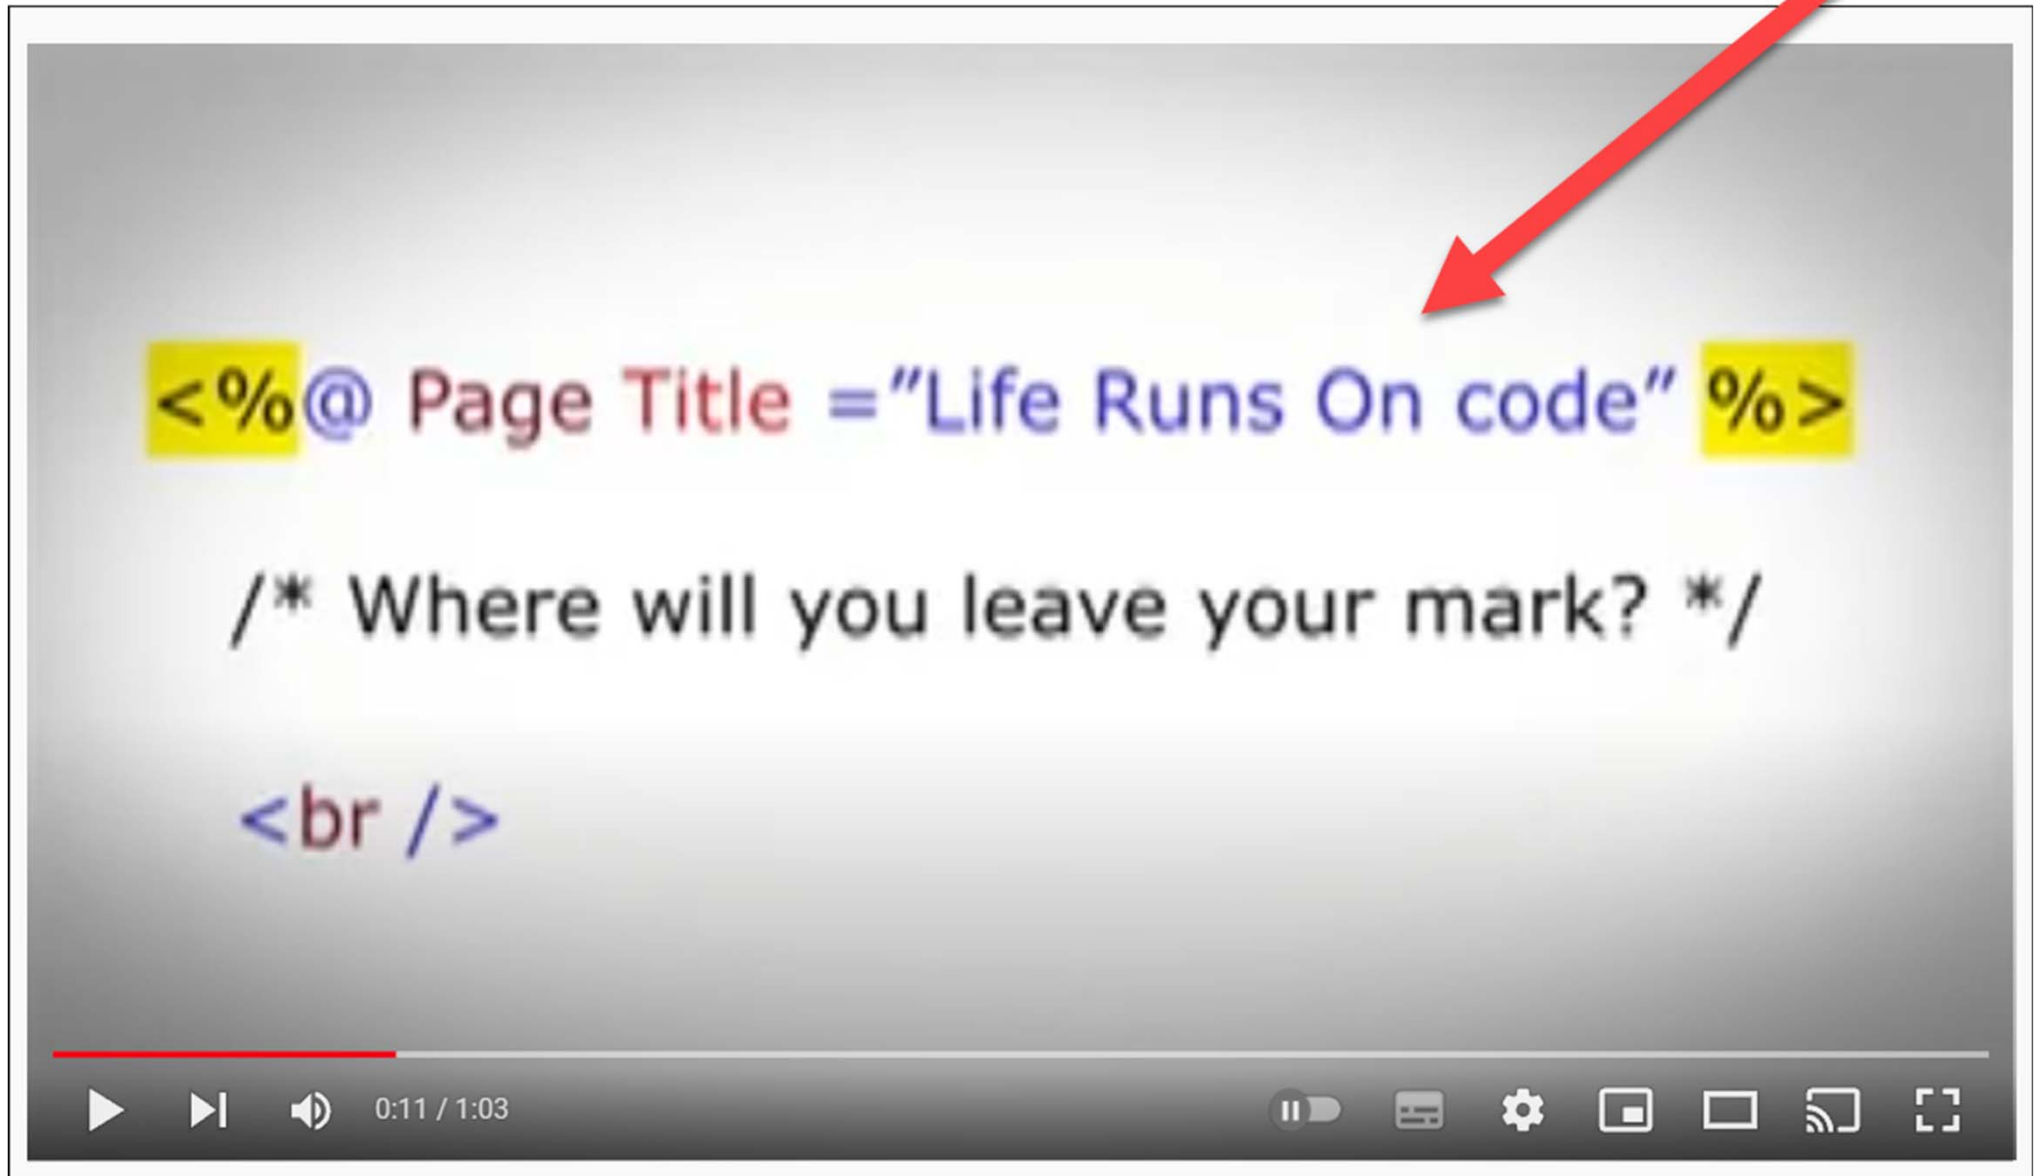 <%@ Page Title =”Life Runs On code” %>
/* Where will you leave your mark? */
<br />
0:11 / 1:03